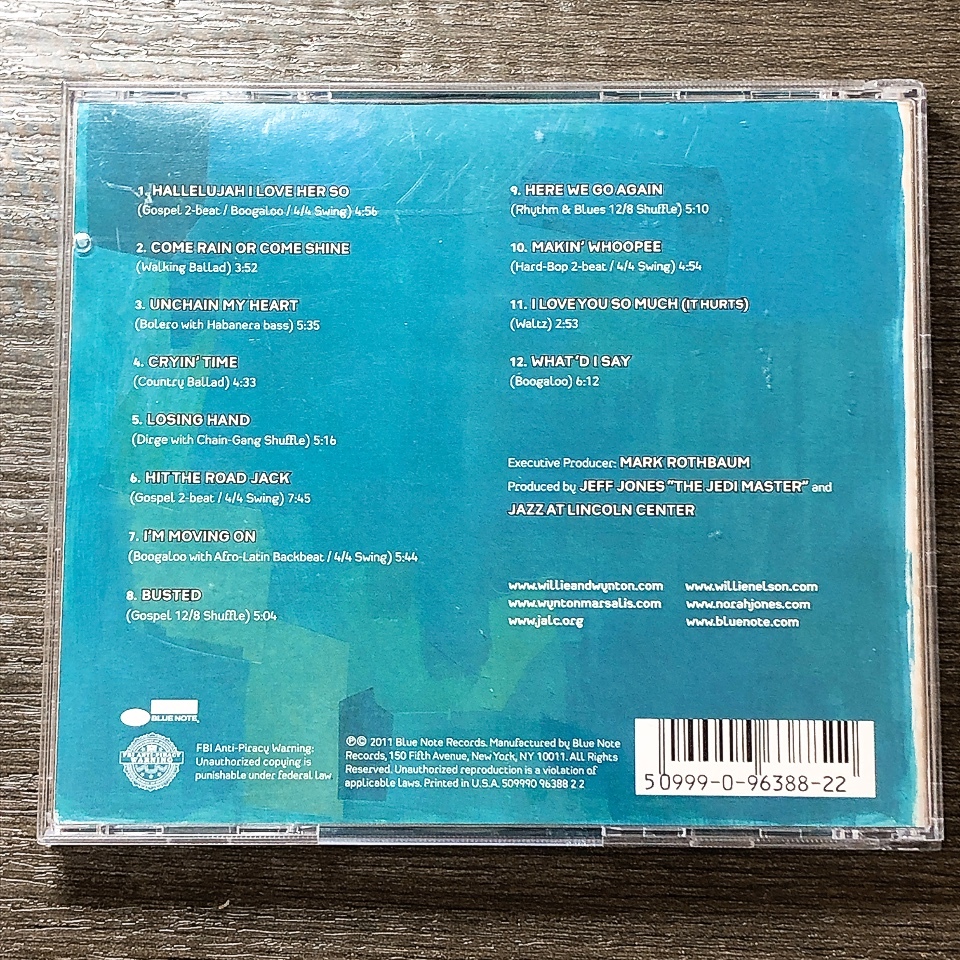 1. HALLELUJAH I LOVE HER SO
(Gospel 2-beat / Boogaloo / 4/4 Swing) 4:56
2. COME RAIN OR COME SHINE
(Walking Ballad) 3:52
3. UNCHAIN MY HEART
(Bolero with Habanera bass) 5:35
4. CRYIN' TIME
(Country Ballad) 4:33
5. LOSING HAND
(Dirge with Chain-Gang Shuffle) 5:16
6. HIT THE ROAD JACK
(Gospel 2-beat / 4/4 Swing) 7:45
7. I'M MOVING ON
(Boogaloo with Afro-Latin Backbeat / 4/4 Swing) 5:44
8. BUSTED
(Gospel 12/8 Shuffle) 5:04
9. HERE WE GO AGAIN
(Rhythm & Blues 12/8 Shuffle) 5:10
10. MAKIN' WHOOPEE
(Hard-Bop 2-beat / 4/4 Swing) 4:54
11. I LOVE YOU SO MUCH (IT HURTS)
(Waltz) 2:53
12. WHAT'D I SAY
(Boogaloo) 6:12
Executive Producer: MARK ROTHBAUM
Produced by JEFF JONES "THE JEDI MASTER" and
JAZZ AT LINCOLN CENTER
www.willieandwynton.com www.willienelson.com
www.wyntonmarsalis.com www.norahjones.com
www.jalc.org www.bluenote.com
BLUE NOTE
FBI ANTI-PIRACY
WARNING
FBI Anti-Piracy Warning:
Unauthorized copying is
punishable under federal law
℗© 2011 Blue Note Records. Manufactured by Blue Note
Records, 150 Fifth Avenue, New York, NY 10011. All Rights
Reserved. Unauthorized reproduction is a violation of
applicable laws. Printed in U.S.A. 509990 96388 2 2
5 0999-0-96388-22